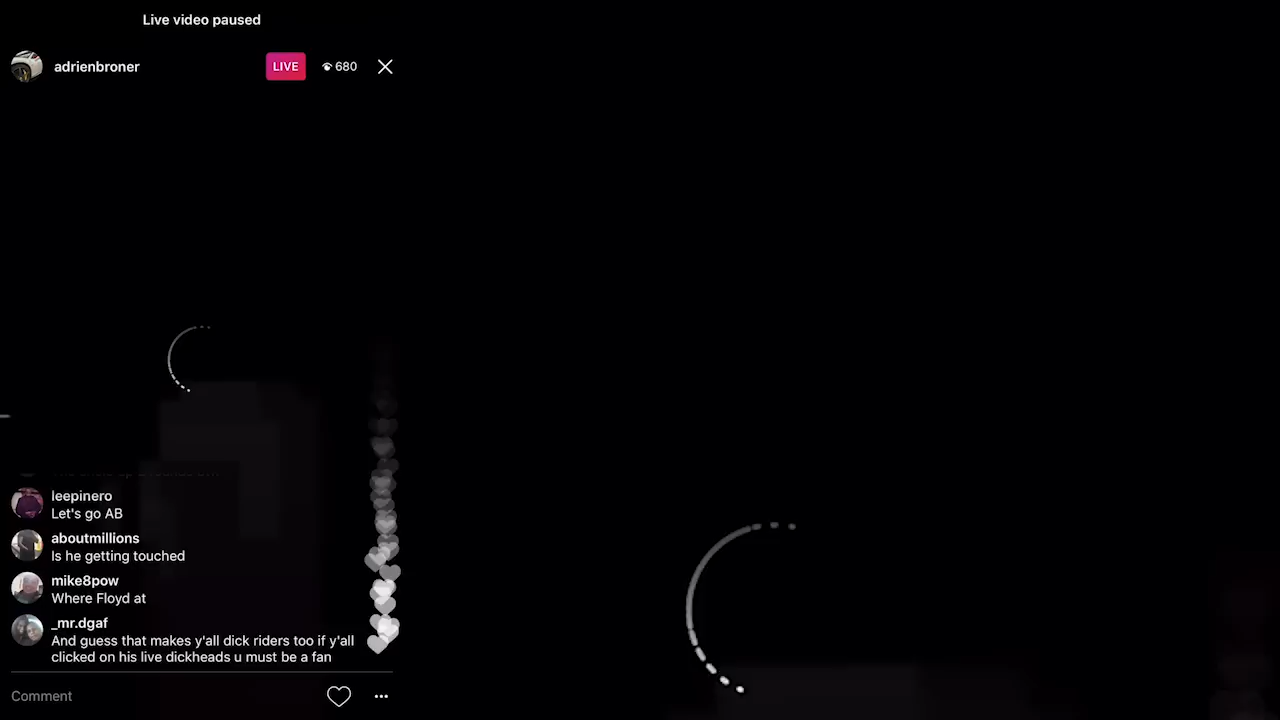 Live video paused
adrienbroner
LIVE
680
leepinero
Let's go AB
aboutmillions
Is he getting touched
mike8pow
Where Floyd at
_mr.dgaf
And guess that makes y'all dick riders too if y'all
clicked on his live dickheads u must be a fan
Comment